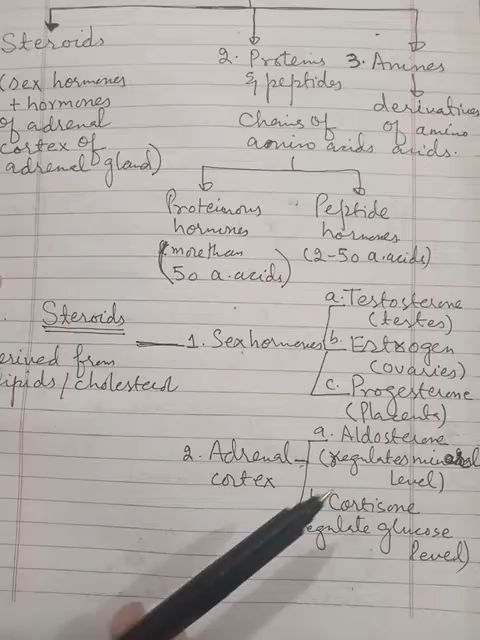 Steroids
(sex hormones
+ hormones
of adrenal
cortex of
adrenal gland)
2. Proteins
& peptides
Chains of
amino acids
3. Amines
derivatives
of amino
acids.
Proteinous
hormones
(more than
50 a.acids)
Peptide
hormones
(2-50 a.acids)
Steroids
erived from
lipids/cholesterol
1. Sex hormones
a. Testosterone
(testes)
b. Estrogen
(ovaries)
c. Progesterone
(Placenta)
2. Adrenal
cortex
a. Aldosterone
(regulates mineral
level)
Cortisone
egulate glucose
level)